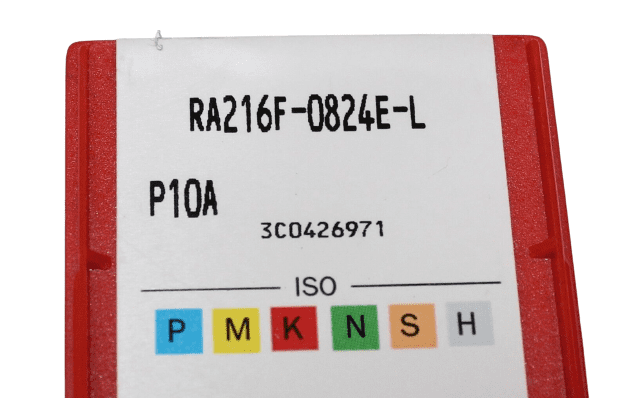 RA216F-0824E-L
P10A
3C0426971
ISO
P M K N S H